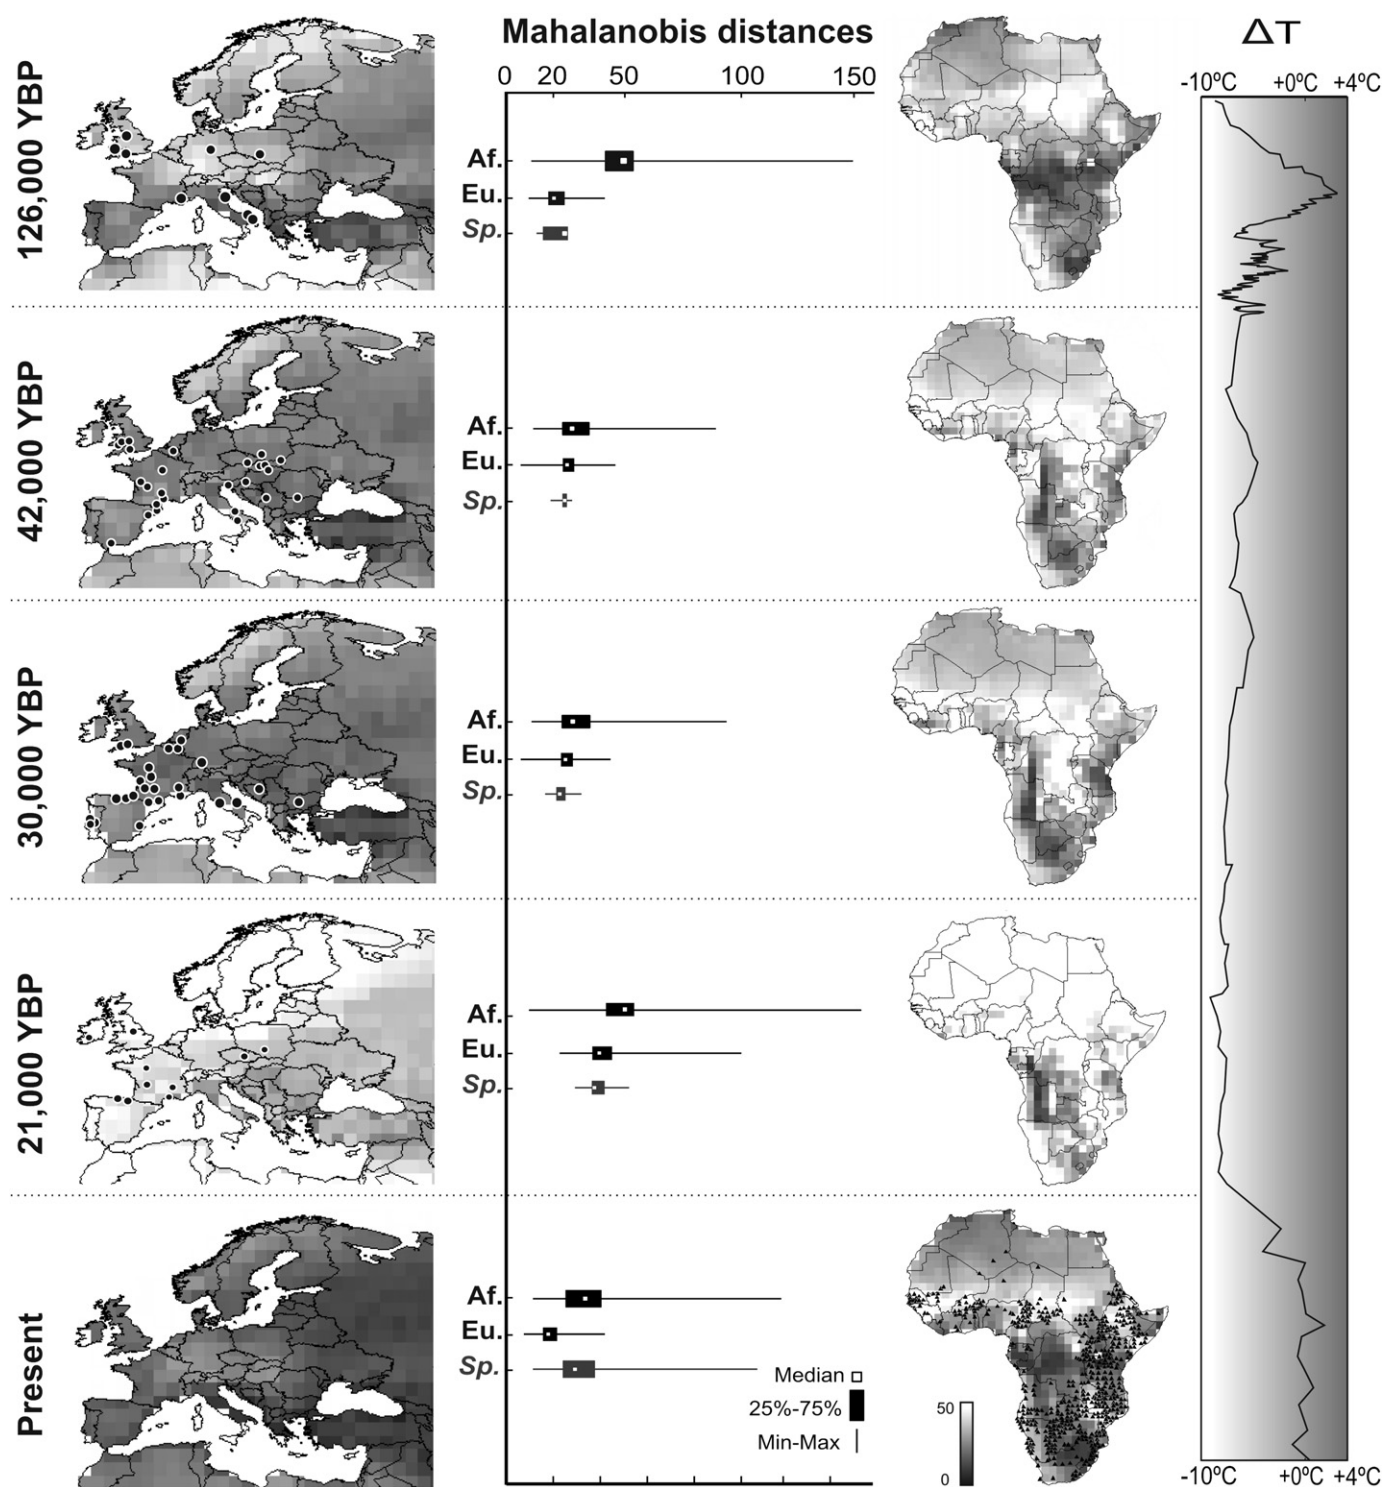 Mahalanobis distances
ΔT
0 20 50 100 150
-10ºC +0ºC +4ºC
126,000 YBP
Af.
Eu.
Sp.
42,000 YBP
Af.
Eu.
Sp.
30,000 YBP
Af.
Eu.
Sp.
21,000 YBP
Af.
Eu.
Sp.
Present
Af.
Eu.
Sp.
Median
25%-75%
Min-Max
50
0
-10ºC +0ºC +4ºC